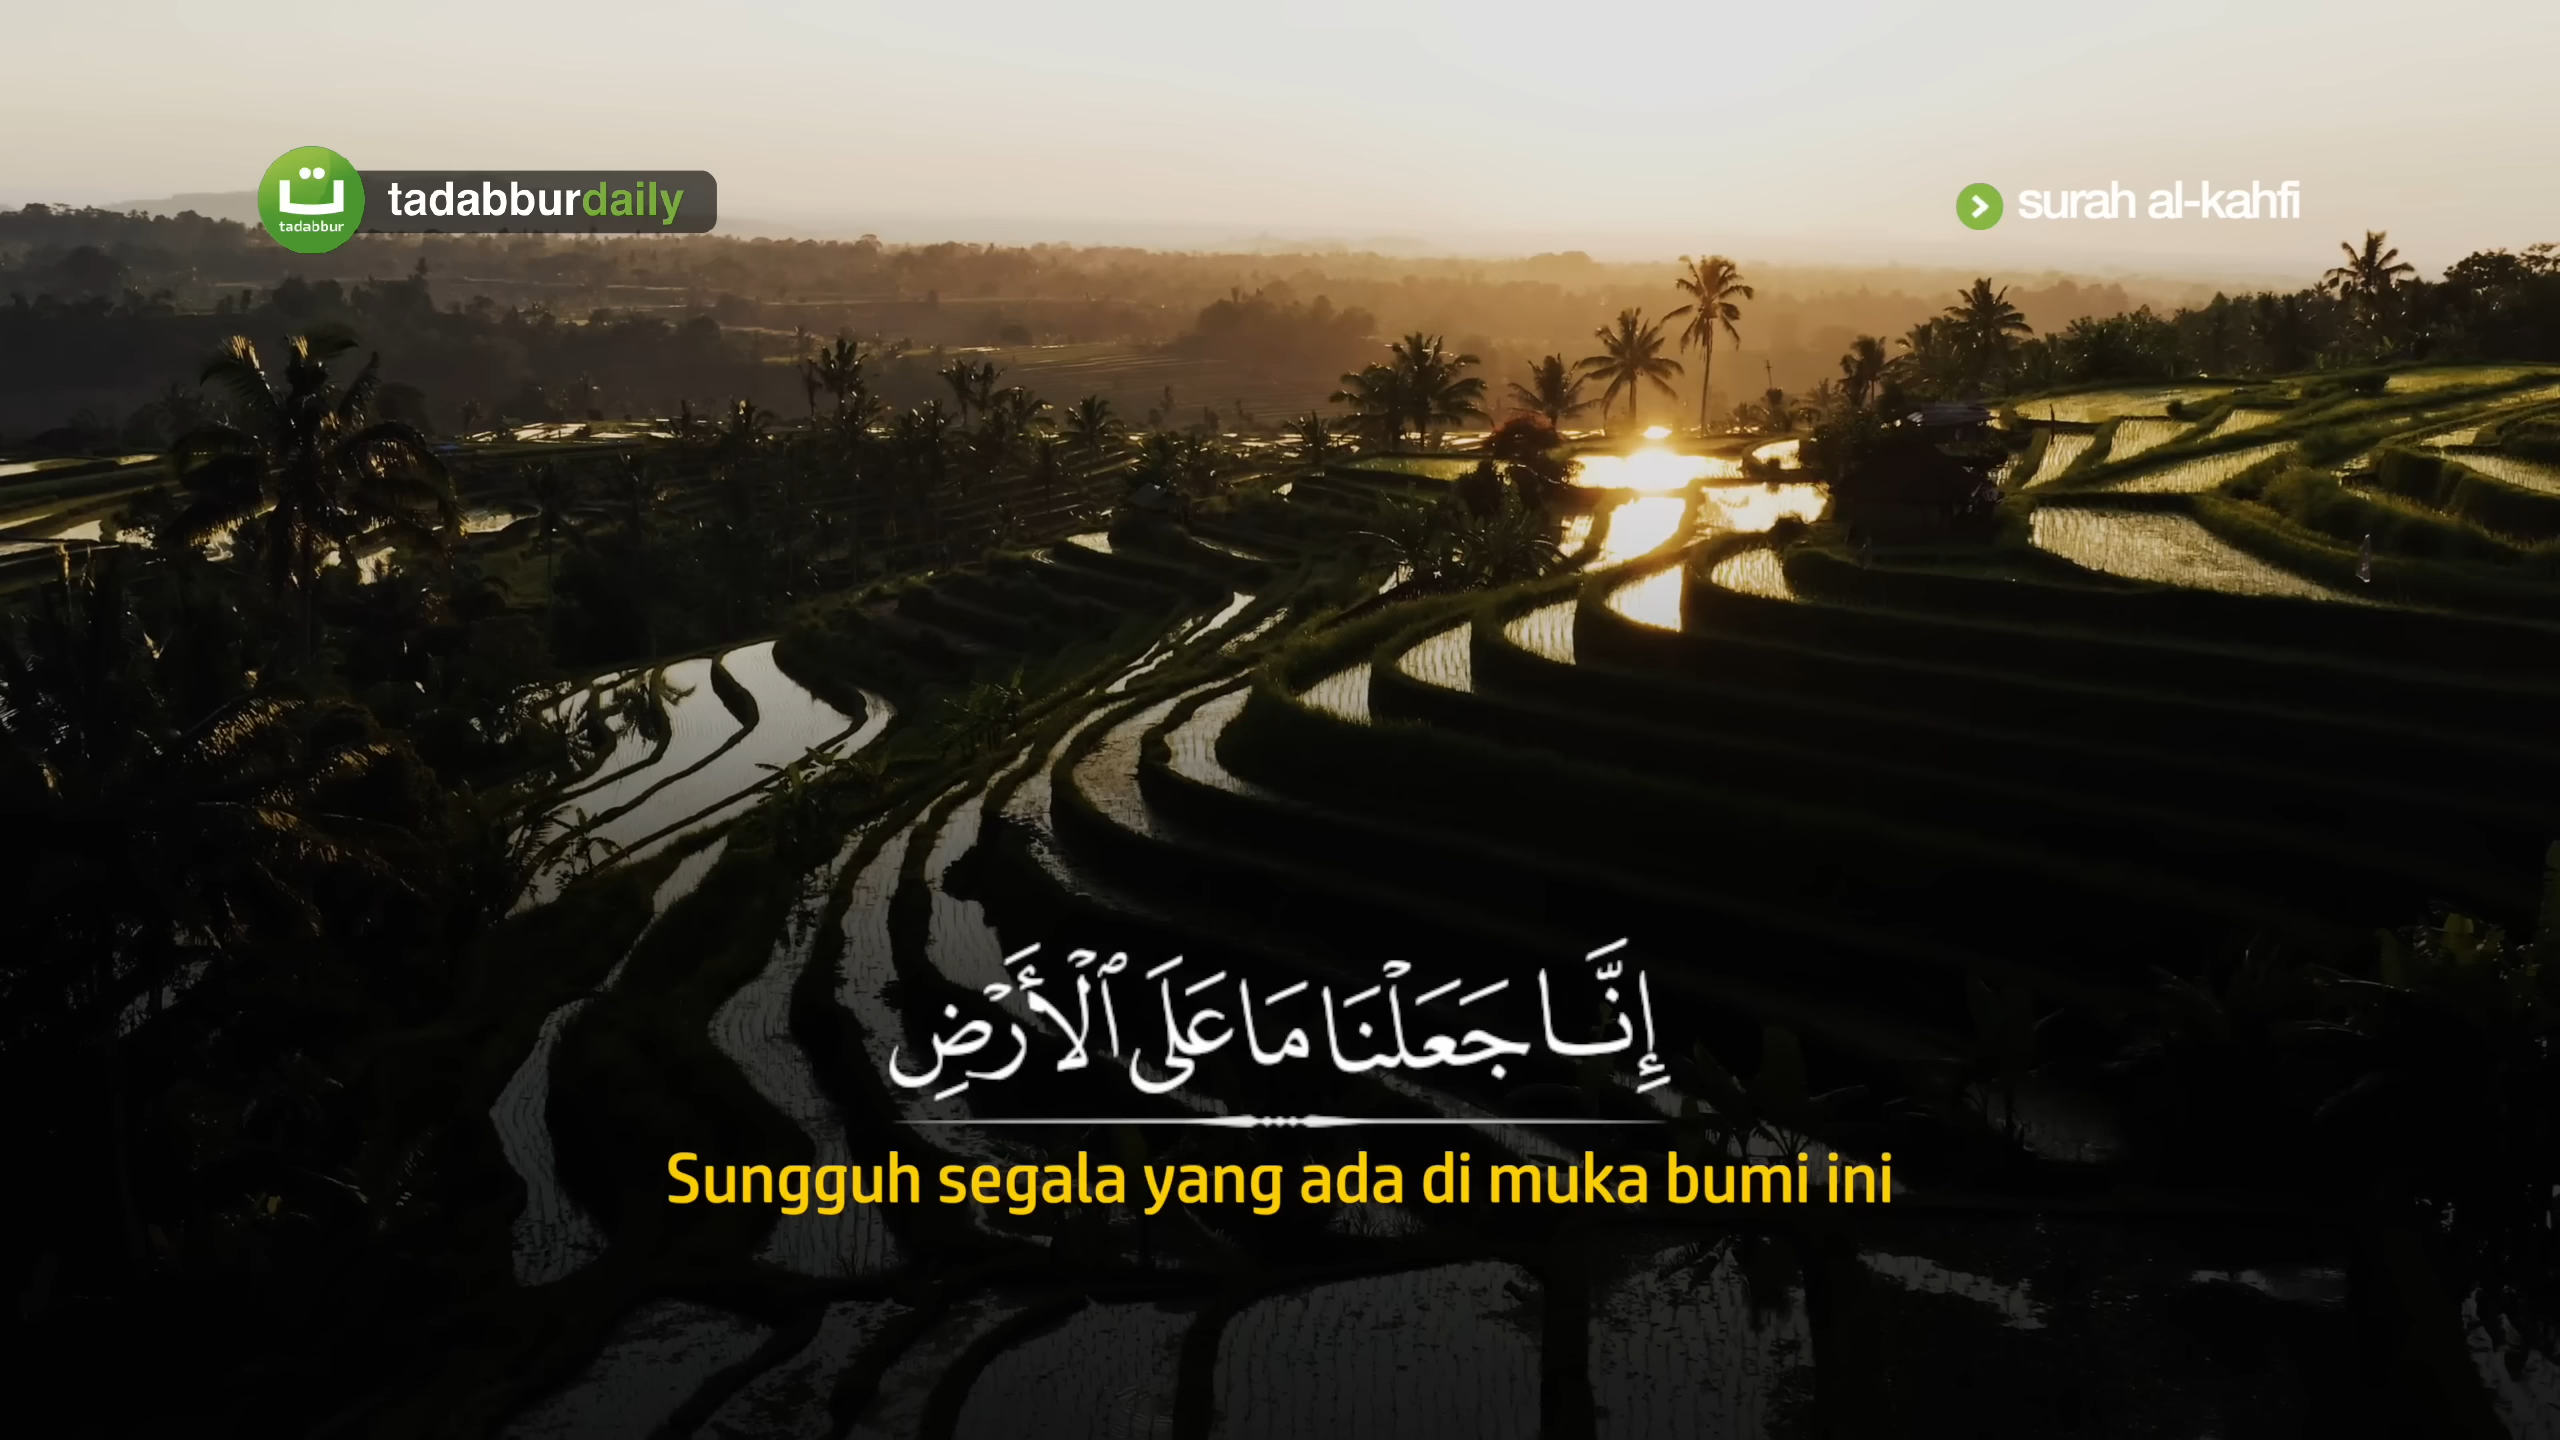 ت
tadabbur
tadabburdaily
surah al-kahfi
إِنَّا جَعَلْنَا مَا عَلَى ٱلْأَرْضِ
Sungguh segala yang ada di muka bumi ini